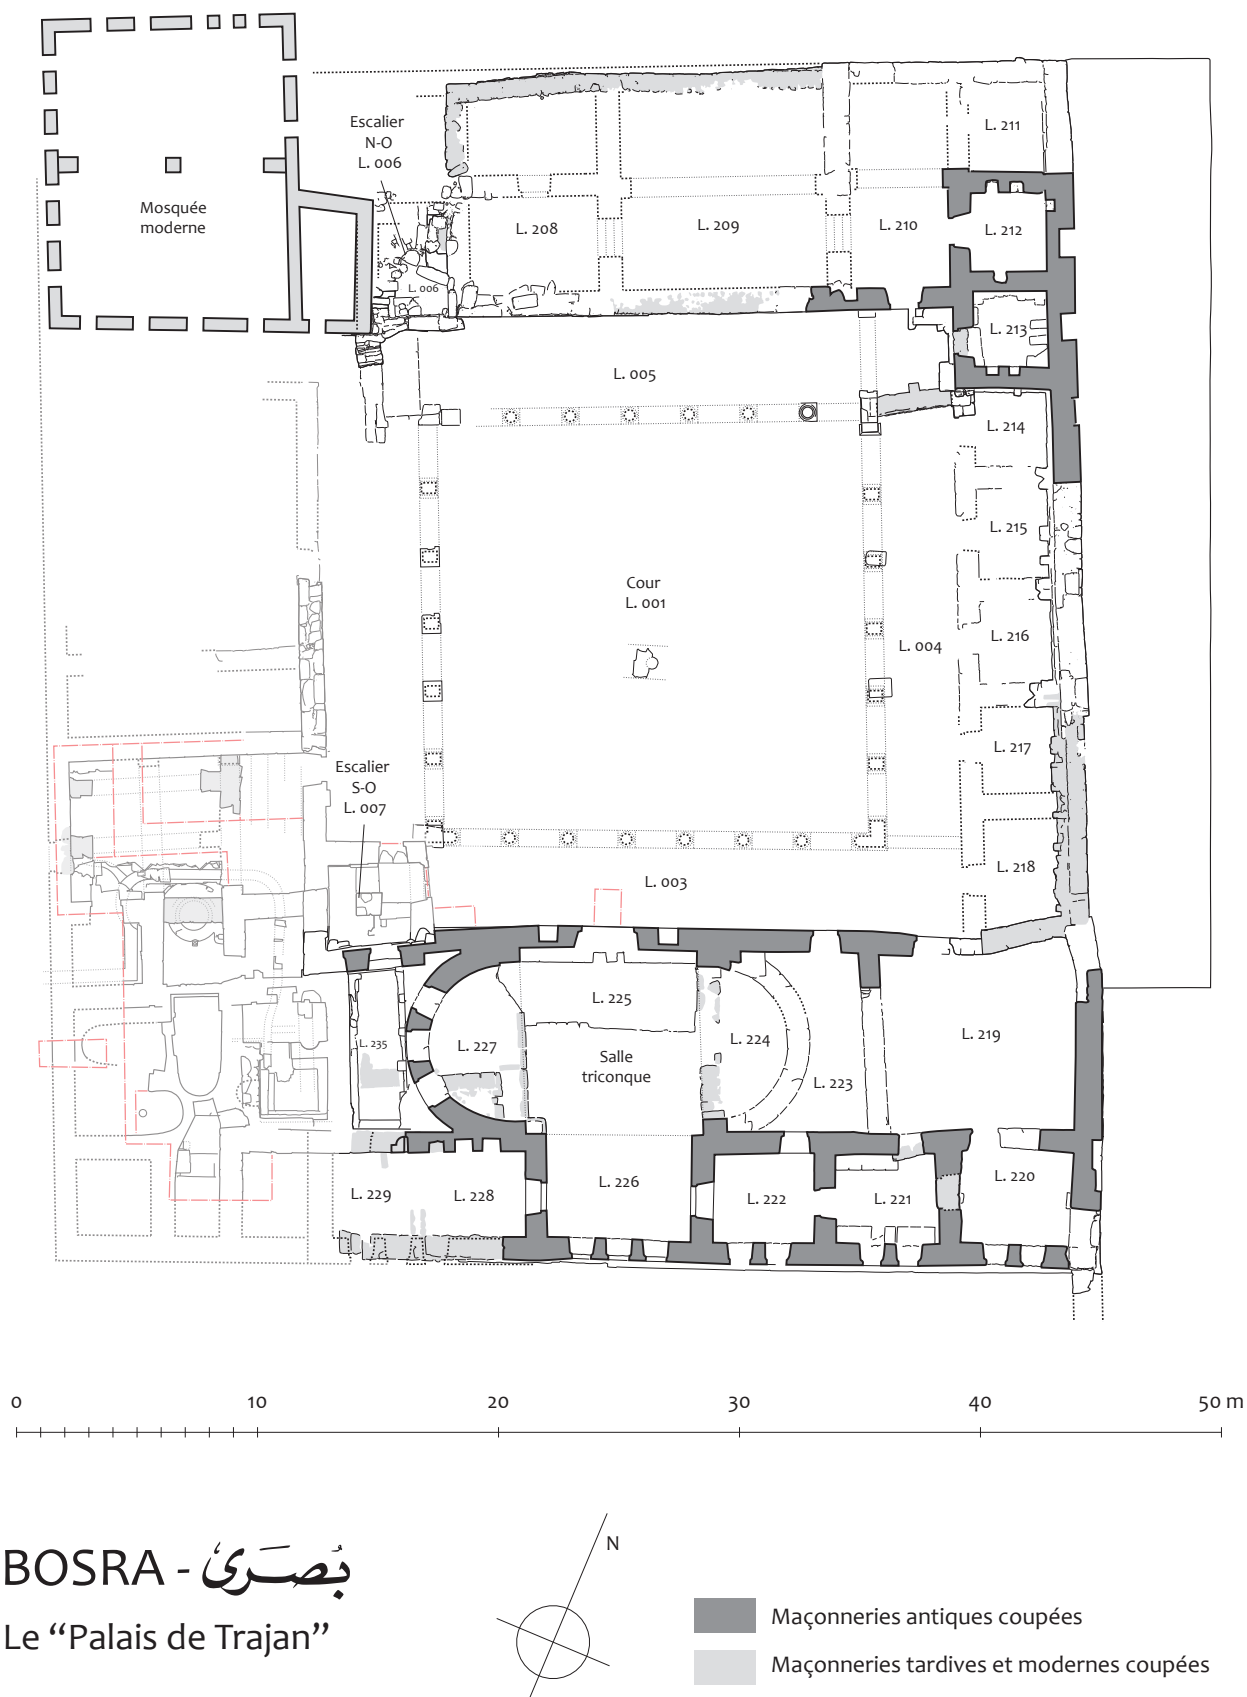 Mosquée
moderne
Escalier
N-O
L. 006
L. 006
L. 208
L. 209
L. 210
L. 211
L. 212
L. 213
L. 005
L. 214
L. 215
Cour
L. 001
L. 004
L. 216
L. 217
Escalier
S-O
L. 007
L. 003
L. 218
L. 225
L. 235
L. 227
Salle
triconque
L. 224
L. 223
L. 219
L. 229
L. 228
L. 226
L. 222
L. 221
L. 220
0 10 20 30 40 50 m
N
BOSRA - بُصرَىٰ
Le “Palais de Trajan”
Maçonneries antiques coupées
Maçonneries tardives et modernes coupées